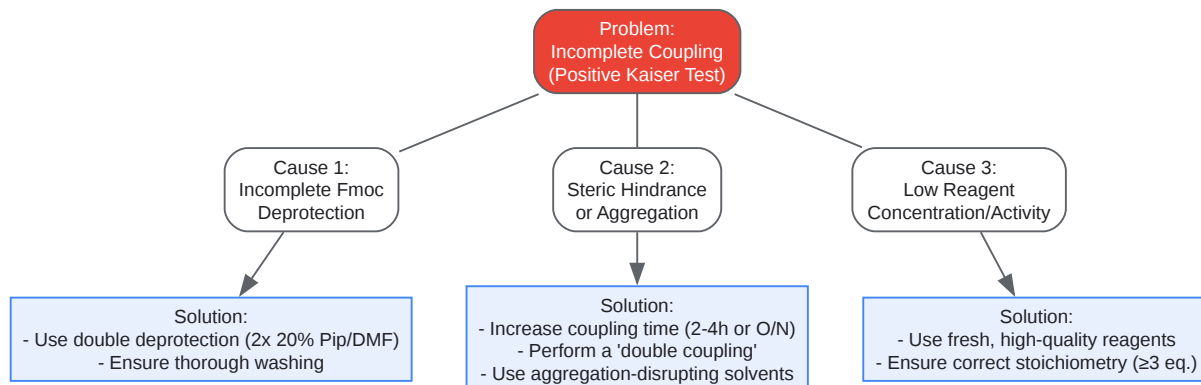 Problem:
Incomplete Coupling
(Positive Kaiser Test)
Cause 1:
Incomplete Fmoc
Deprotection
Cause 2:
Steric Hindrance
or Aggregation
Cause 3:
Low Reagent
Concentration/Activity
Solution:
- Use double deprotection (2x 20% Pip/DMF)
- Ensure thorough washing
Solution:
- Increase coupling time (2-4h or O/N)
- Perform a 'double coupling'
- Use aggregation-disrupting solvents
Solution:
- Use fresh, high-quality reagents
- Ensure correct stoichiometry (≥3 eq.)